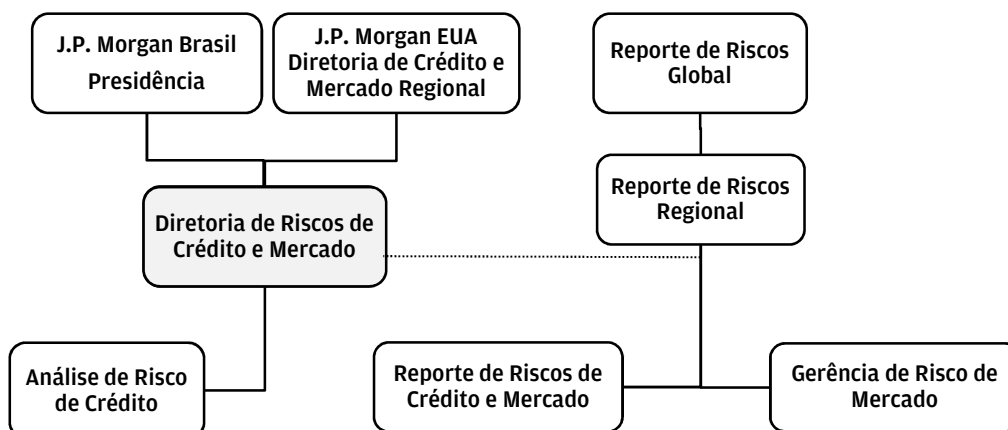 J.P. Morgan Brasil
Presidência
J.P. Morgan EUA
Diretoria de Crédito e
Mercado Regional
Reporte de Riscos
Global
Reporte de Riscos
Regional
Diretoria de Riscos de
Crédito e Mercado
Análise de Risco
de Crédito
Reporte de Riscos de
Crédito e Mercado
Gerência de Risco de
Mercado